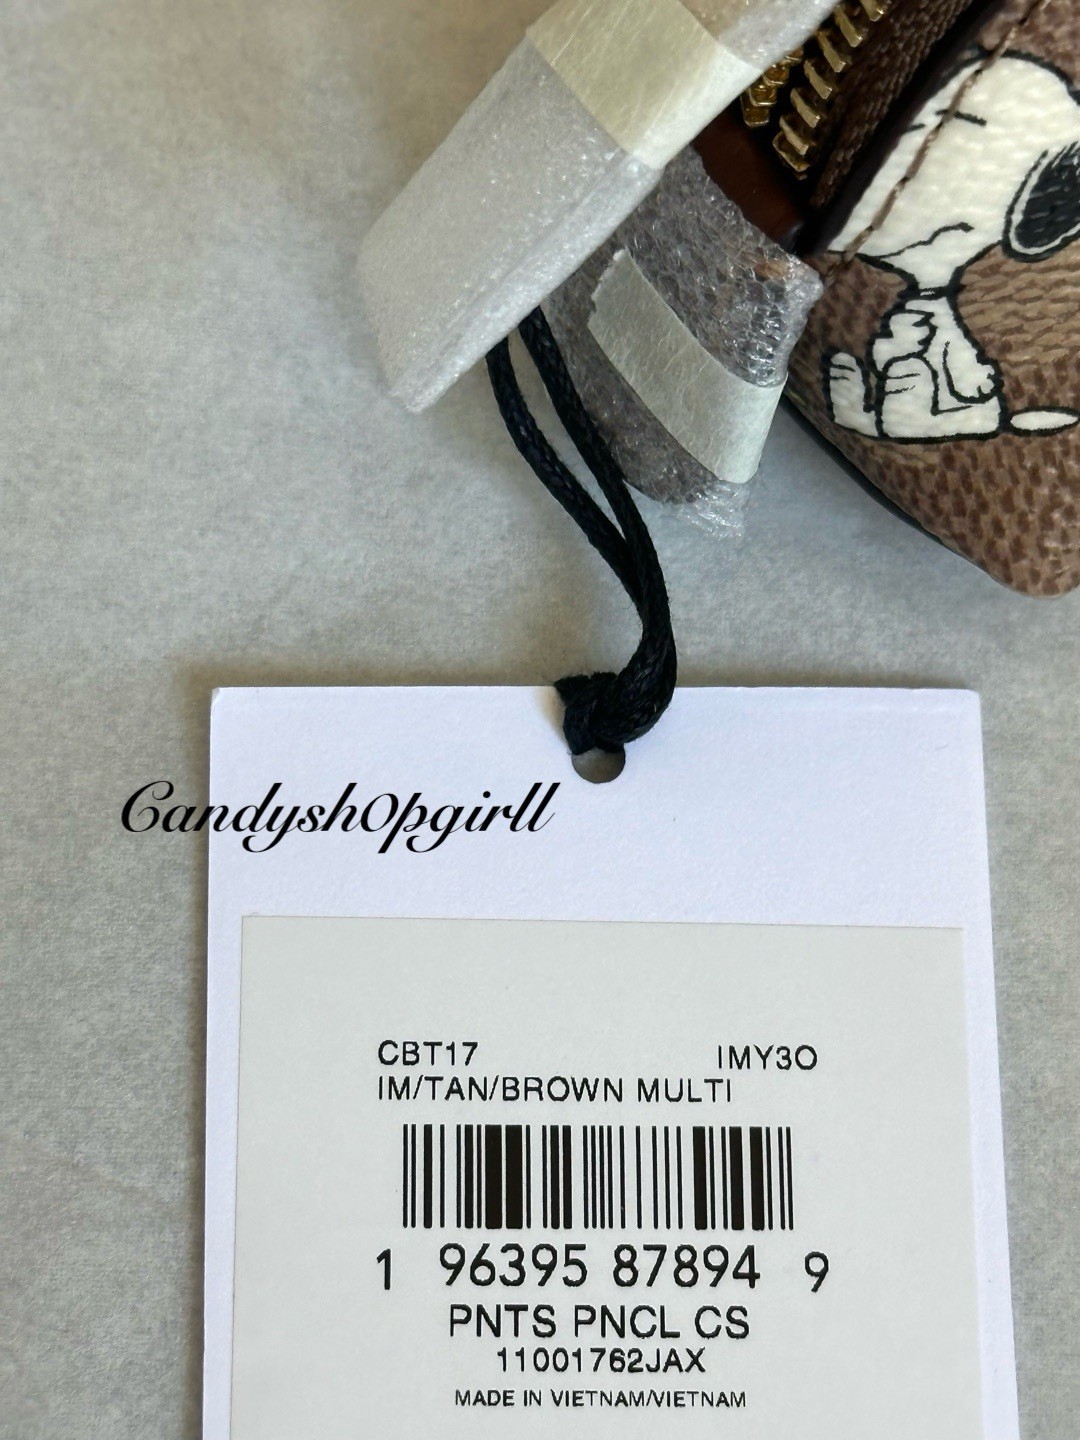 Candysh0pgirll
CBT17 IMY3O
IM/TAN/BROWN MULTI
1 96395 87894 9
PNTS PNCL CS
11001762JAX
MADE IN VIETNAM/VIETNAM